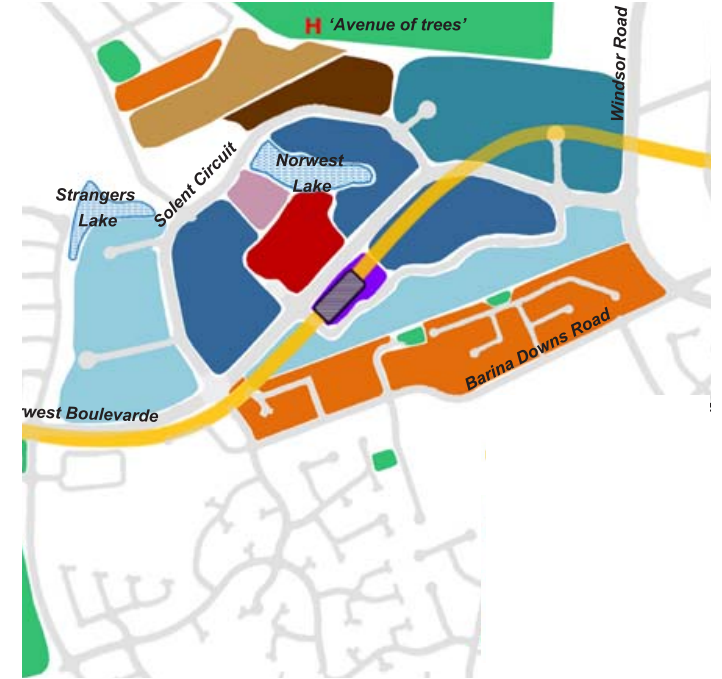 H 'Avenue of trees'
Windsor Road
Norwest
Lake
Solent Circuit
Strangers
Lake
Barina Downs Road
rwest Boulevarde